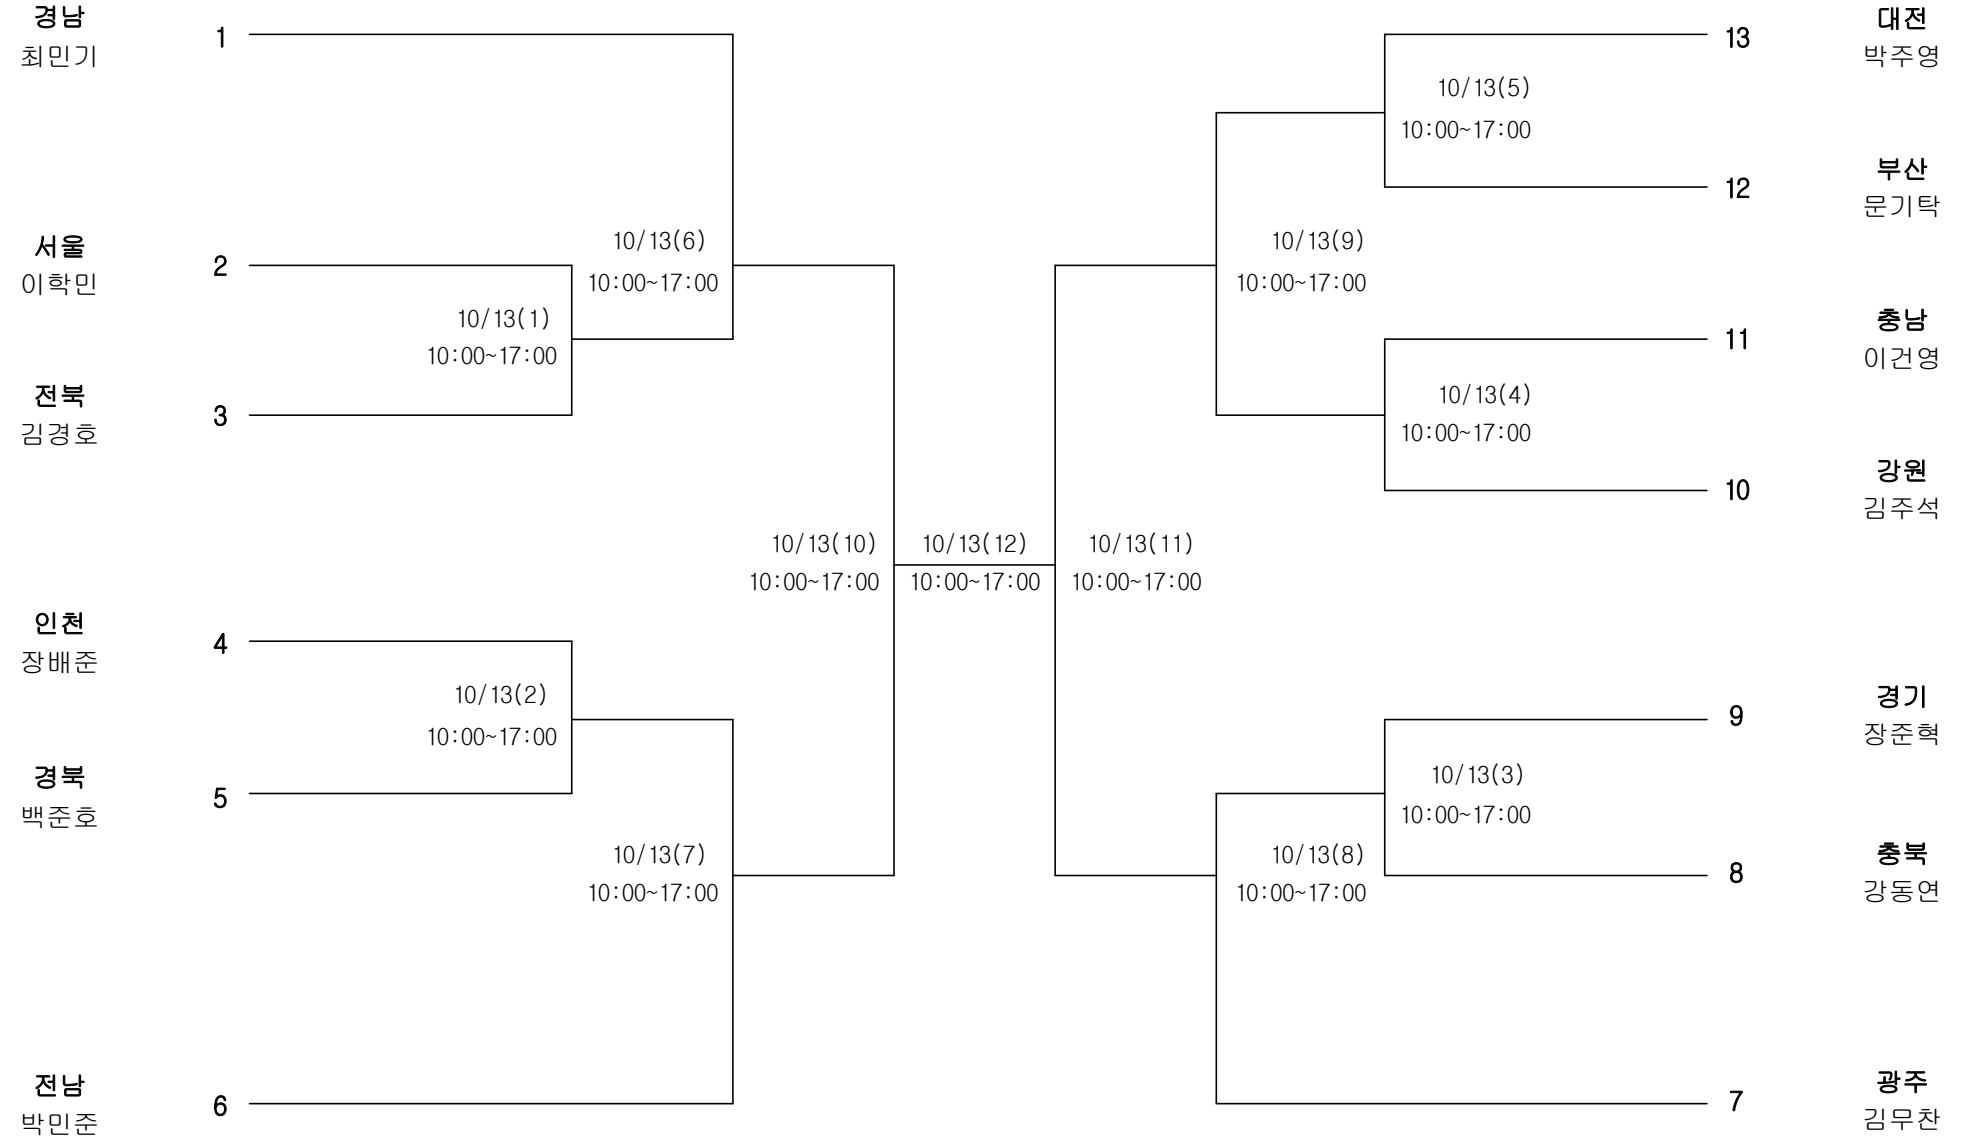 경남
최민기
1
서울
이학민
2
전북
김경호
3
인천
장배준
4
경북
백준호
5
전남
박민준
6
10/13(1)
10:00~17:00
10/13(2)
10:00~17:00
10/13(6)
10:00~17:00
10/13(7)
10:00~17:00
10/13(10)
10:00~17:00
10/13(12)
10:00~17:00
10/13(11)
10:00~17:00
10/13(9)
10:00~17:00
10/13(8)
10:00~17:00
10/13(5)
10:00~17:00
10/13(4)
10:00~17:00
10/13(3)
10:00~17:00
13
대전
박주영
12
부산
문기탁
11
충남
이건영
10
강원
김주석
9
경기
장준혁
8
충북
강동연
7
광주
김무찬